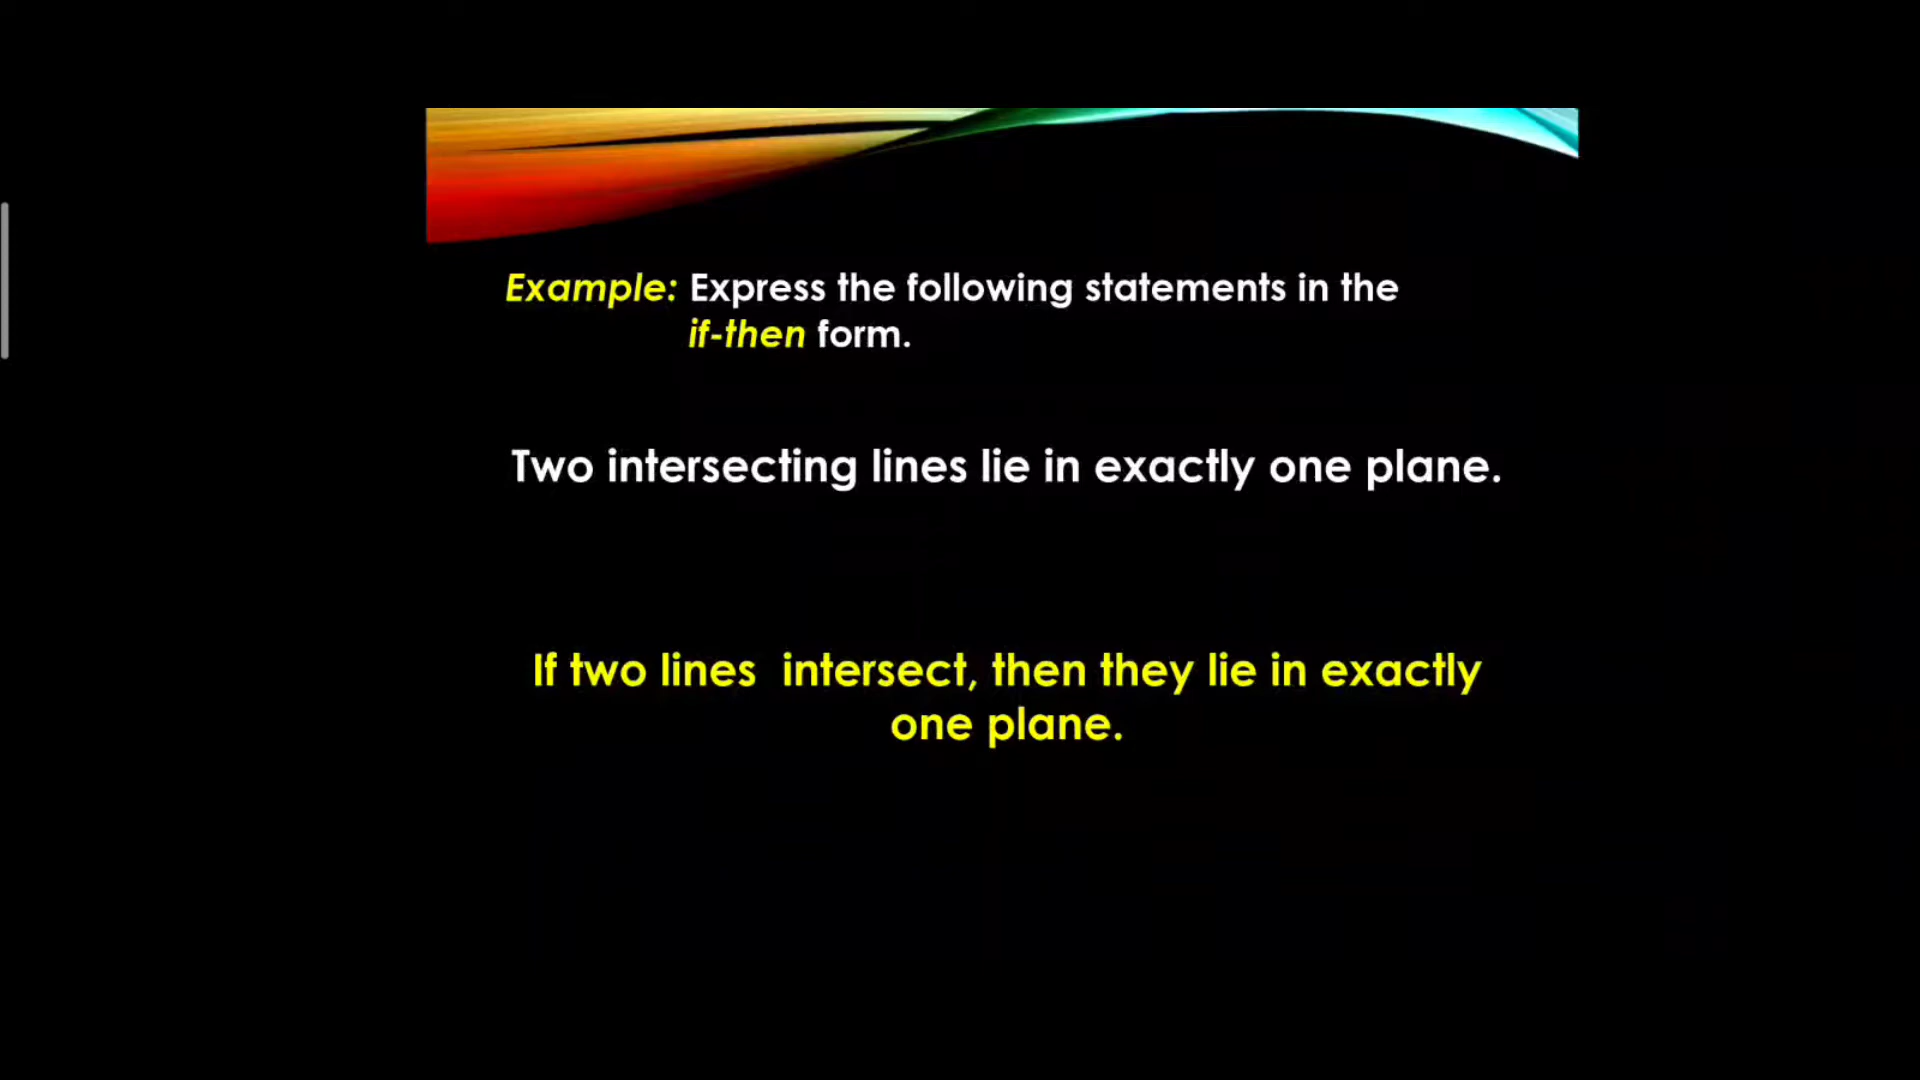 Example: Express the following statements in the
if-then form.
Two intersecting lines lie in exactly one plane.
If two lines  intersect, then they lie in exactly
one plane.